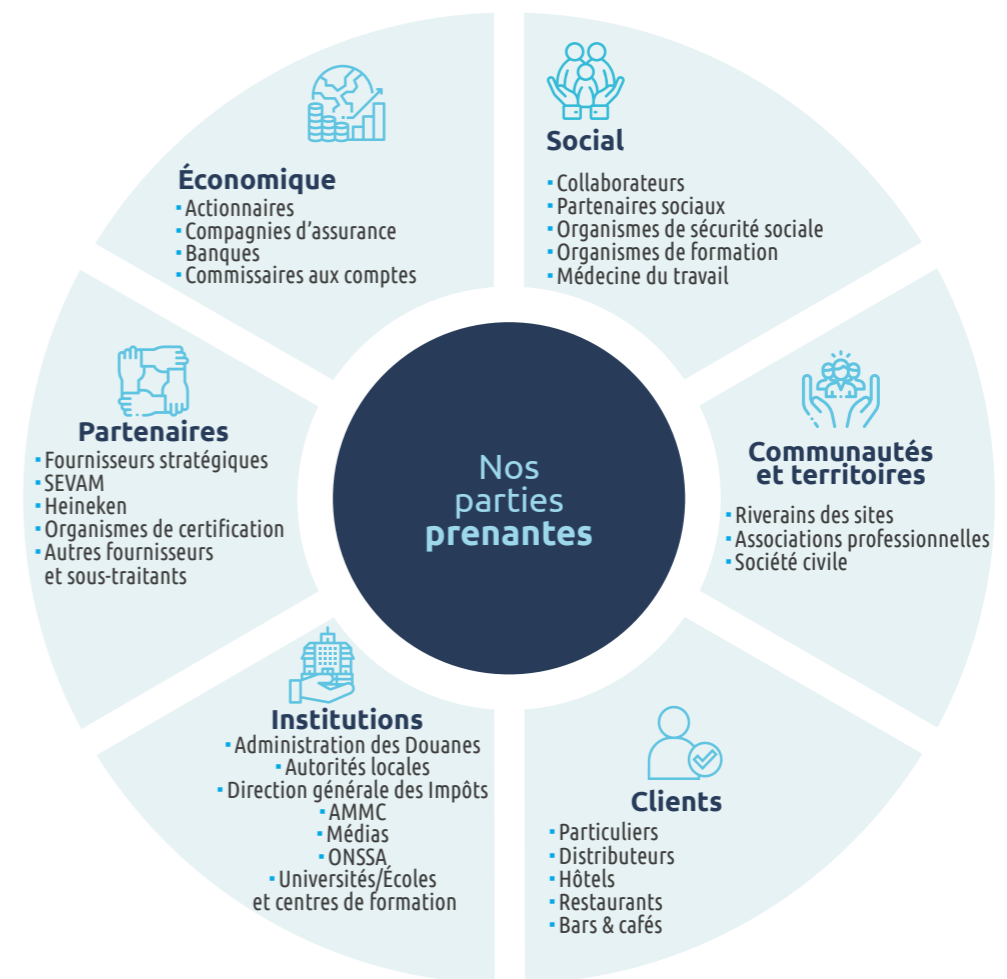 Économique
▪ Actionnaires
▪ Compagnies d'assurance
▪ Banques
▪ Commissaires aux comptes
Social
▪ Collaborateurs
▪ Partenaires sociaux
▪ Organismes de sécurité sociale
▪ Organismes de formation
▪ Médecine du travail
Partenaires
▪ Fournisseurs stratégiques
▪ SEVAM
▪ Heineken
▪ Organismes de certification
▪ Autres fournisseurs
et sous-traitants
Nos
parties
prenantes
Communautés
et territoires
▪ Riverains des sites
▪ Associations professionnelles
▪ Société civile
Institutions
▪ Administration des Douanes
▪ Autorités locales
▪ Direction générale des Impôts
▪ AMMC
▪ Médias
▪ ONSSA
▪ Universités/Écoles
et centres de formation
Clients
▪ Particuliers
▪ Distributeurs
▪ Hôtels
▪ Restaurants
▪ Bars & cafés